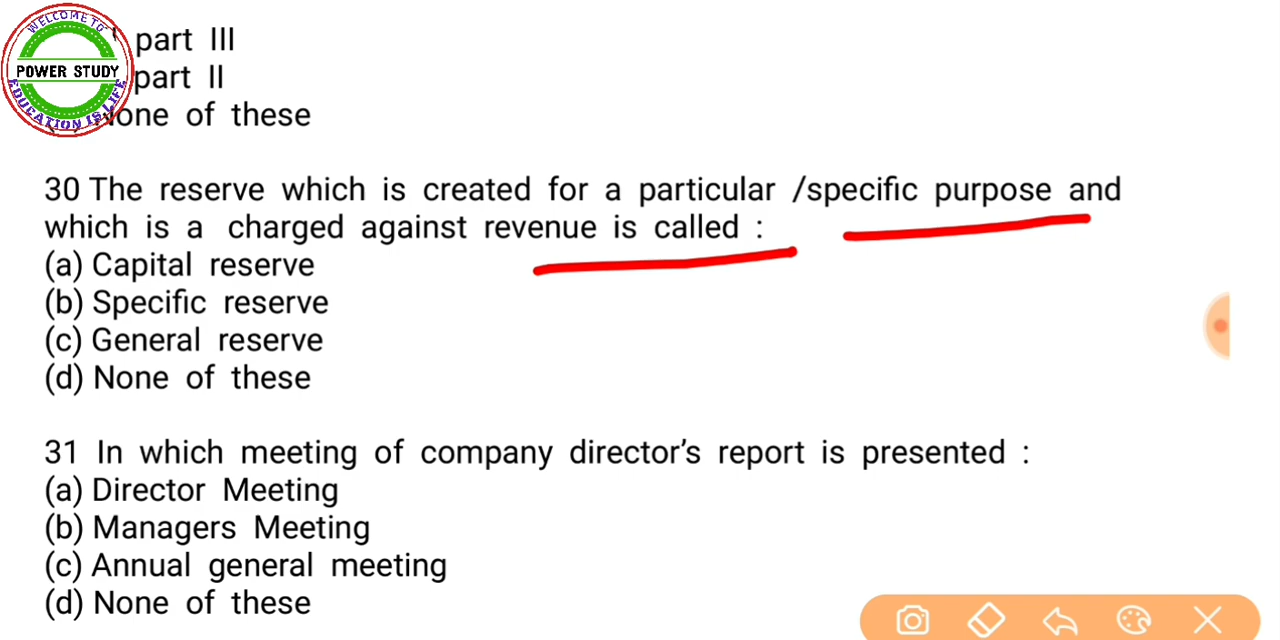 WELCOME TO
POWER STUDY
EDUCATION IS LIFE
part III
part II
None of these
30 The reserve which is created for a particular /specific purpose and
which is a charged against revenue is called :
(a) Capital reserve
(b) Specific reserve
(c) General reserve
(d) None of these
31 In which meeting of company director's report is presented :
(a) Director Meeting
(b) Managers Meeting
(c) Annual general meeting
(d) None of these